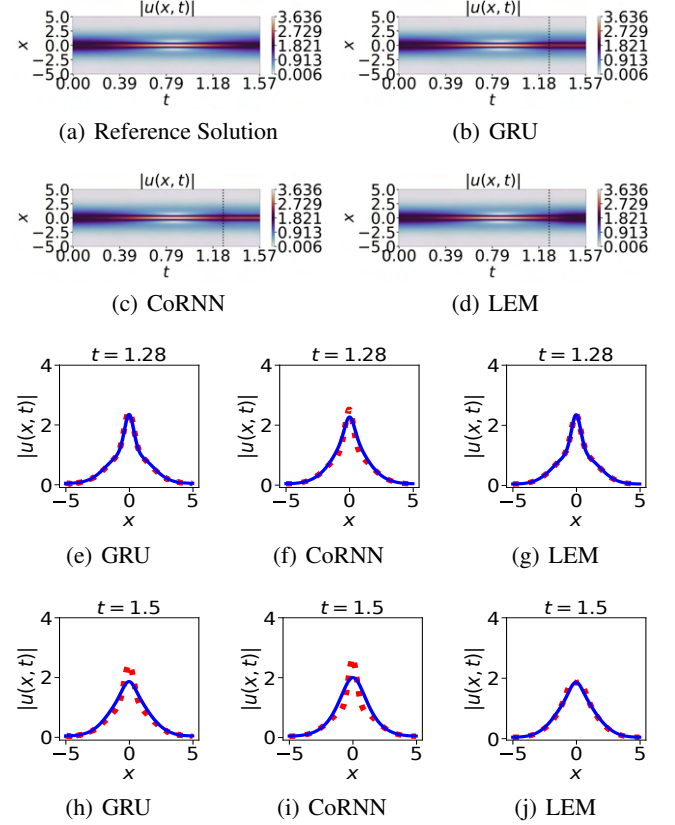 |u(x, t)| |u(x, t)|
x 5.0 2.5 0.0 −2.5 −5.0 3.636 2.729 1.821 0.913 0.006 x 5.0 2.5 0.0 −2.5 −5.0 3.636 2.729 1.821 0.913 0.006
0.00 0.39 0.79 1.18 1.57 0.00 0.39 0.79 1.18 1.57
t t
(a) Reference Solution (b) GRU
|u(x, t)| |u(x, t)|
x 5.0 2.5 0.0 −2.5 −5.0 3.636 2.729 1.821 0.913 0.006 x 5.0 2.5 0.0 −2.5 −5.0 3.636 2.729 1.821 0.913 0.006
0.00 0.39 0.79 1.18 1.57 0.00 0.39 0.79 1.18 1.57
t t
(c) CoRNN (d) LEM
t = 1.28 t = 1.28 t = 1.28
|u(x, t)| 4 2 0 |u(x, t)| 4 2 0 |u(x, t)| 4 2 0
−5 0 5 −5 0 5 −5 0 5
x x x
(e) GRU (f) CoRNN (g) LEM
t = 1.5 t = 1.5 t = 1.5
|u(x, t)| 4 2 0 |u(x, t)| 4 2 0 |u(x, t)| 4 2 0
−5 0 5 −5 0 5 −5 0 5
x x x
(h) GRU (i) CoRNN (j) LEM